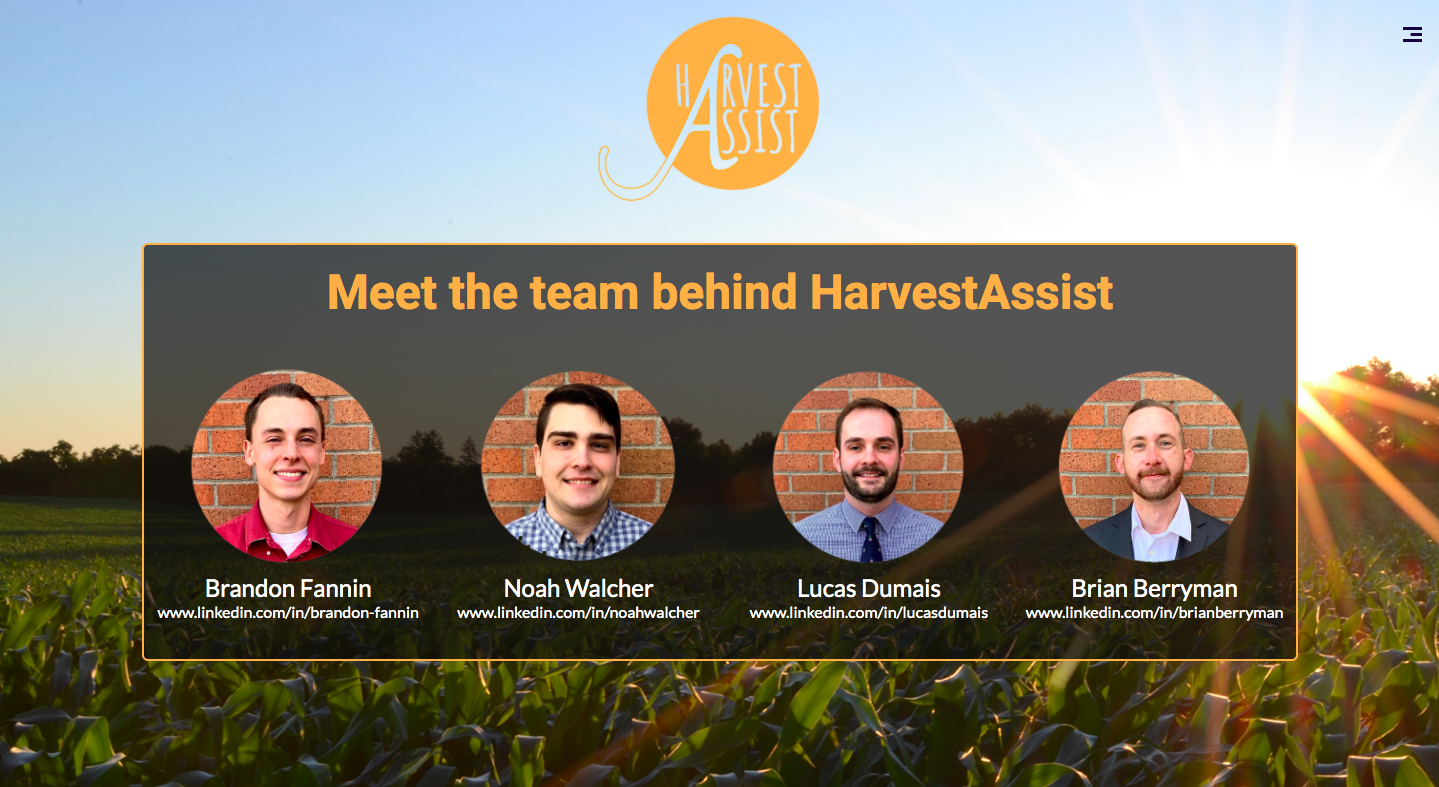 HARVEST
ASSIST
Meet the team behind HarvestAssist
Brandon Fannin
www.linkedin.com/in/brandon-fannin
Noah Walcher
www.linkedin.com/in/noahwalcher
Lucas Dumais
www.linkedin.com/in/lucasdumais
Brian Berryman
www.linkedin.com/in/brianberryman